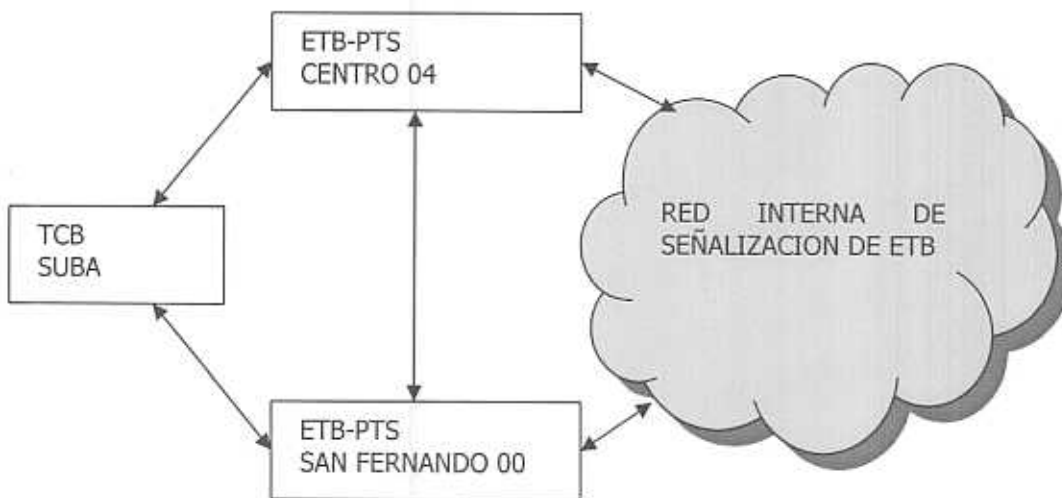 ETB-PTS
CENTRO 04
TCB
SUBA
RED INTERNA DE
SEÑALIZACION DE ETB
ETB-PTS
SAN FERNANDO 00